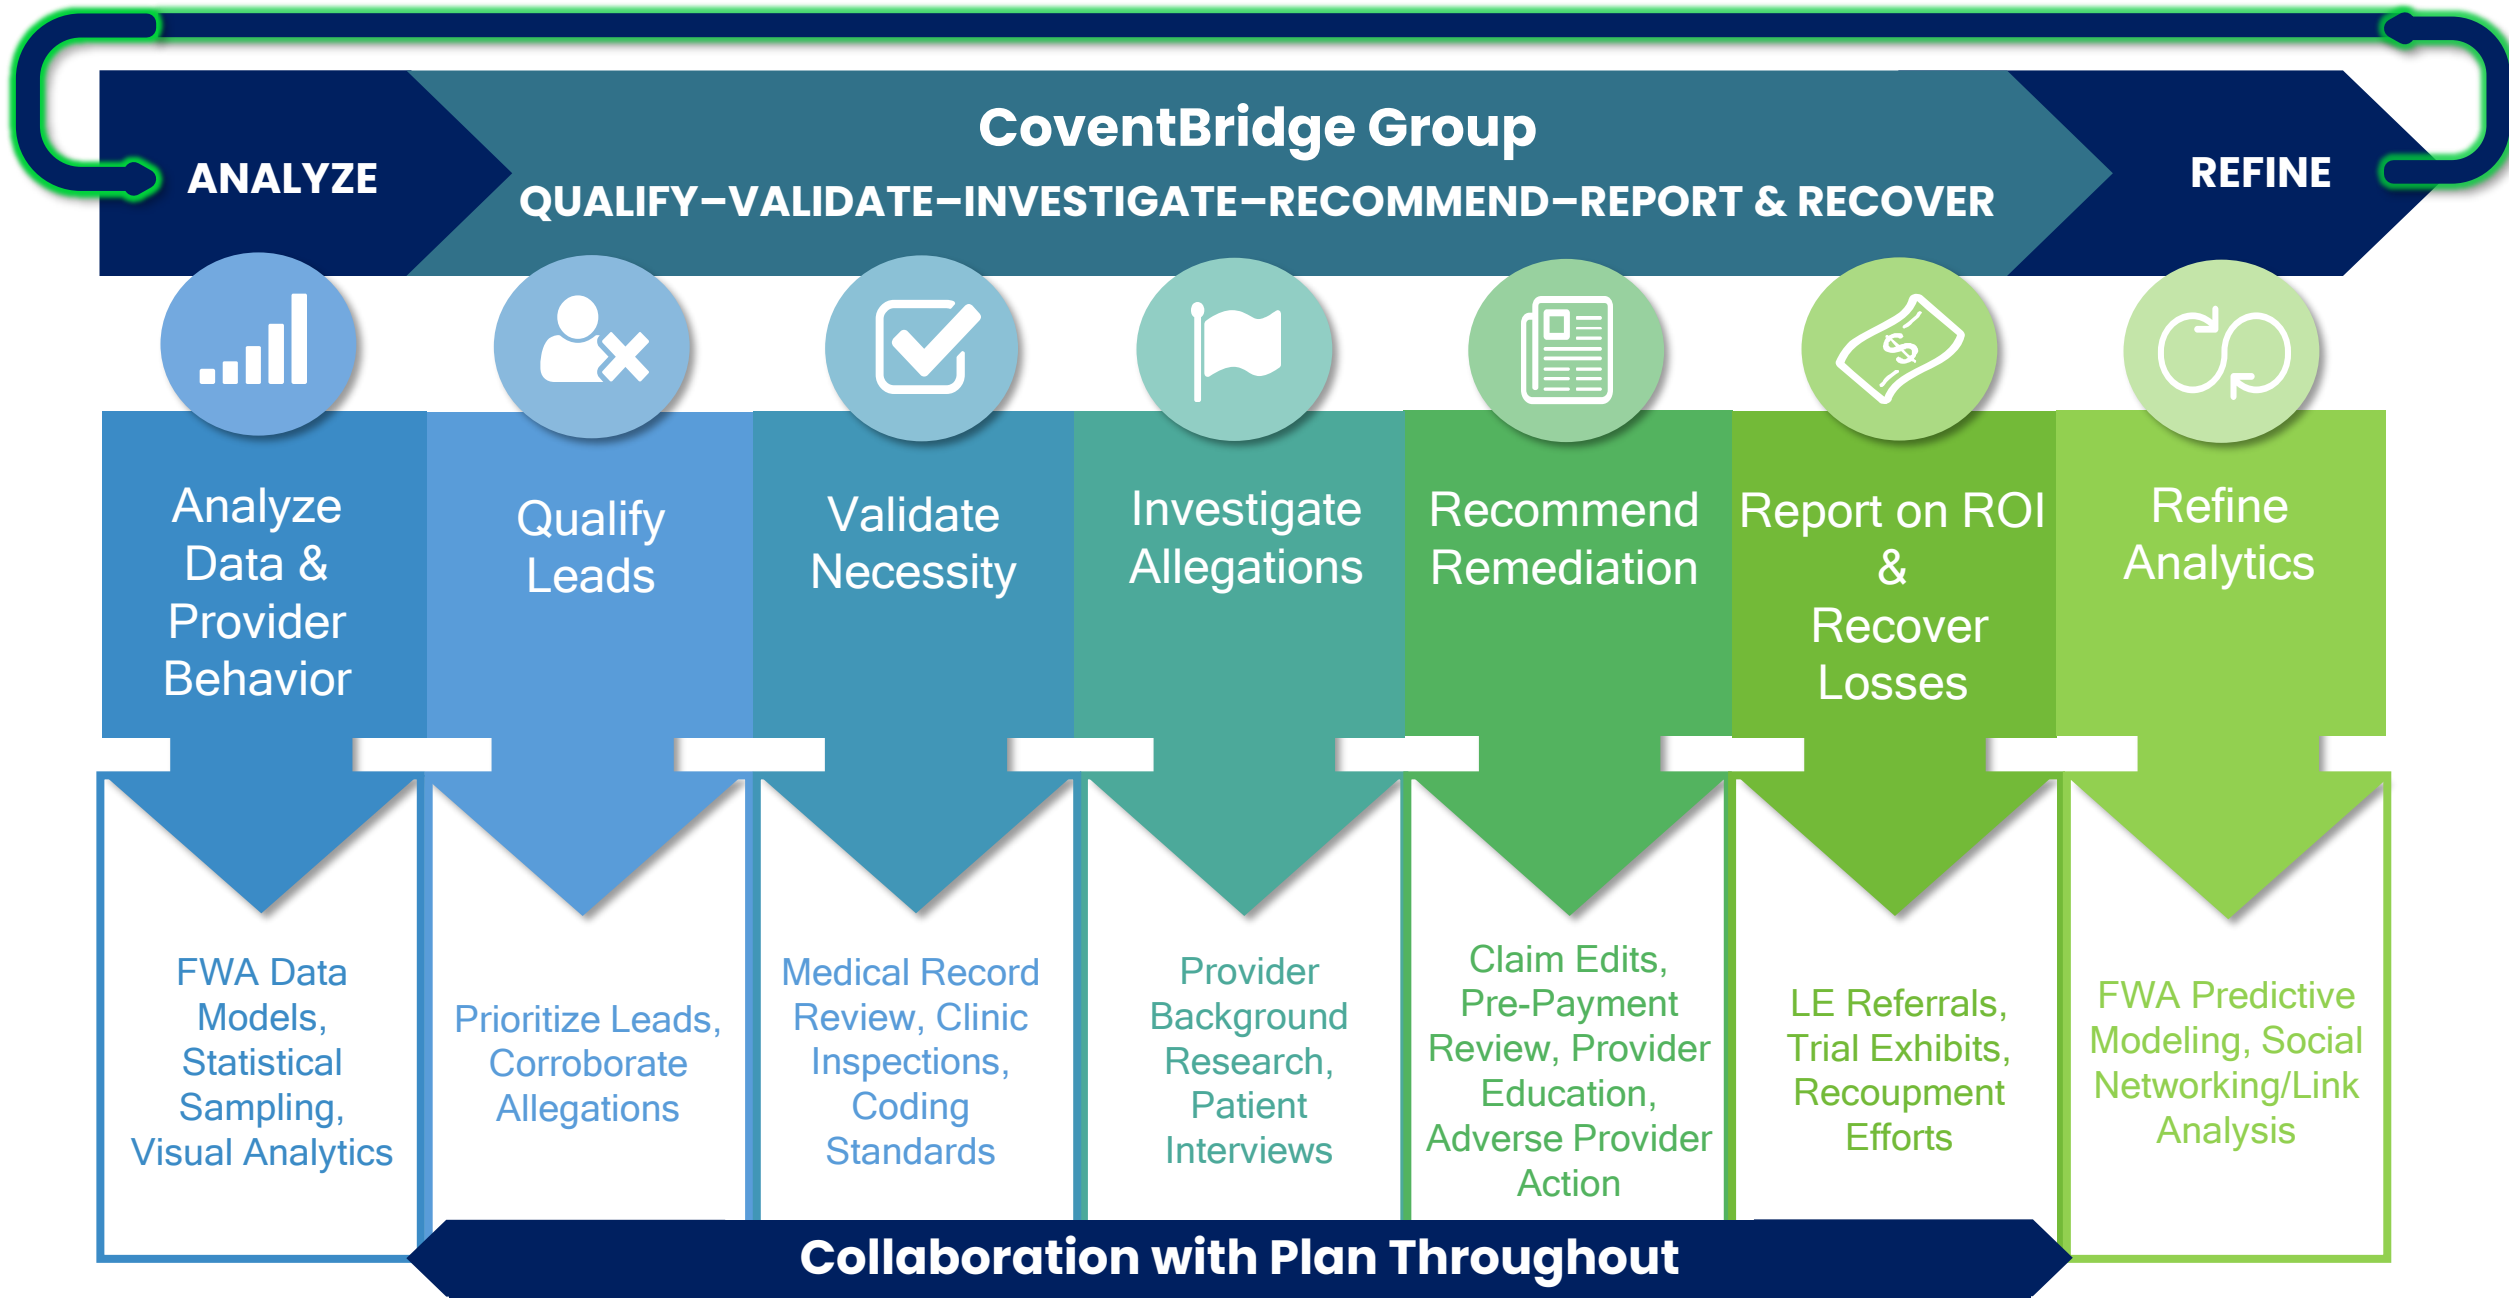 CoventBridge Group
ANALYZE
QUALIFY–VALIDATE–INVESTIGATE–RECOMMEND–REPORT & RECOVER
REFINE
Analyze
Data &
Provider
Behavior
Qualify
Leads
Validate
Necessity
Investigate
Allegations
Recommend
Remediation
Report on ROI
&
Recover
Losses
Refine
Analytics
FWA Data
Models,
Statistical
Sampling,
Visual Analytics
Prioritize Leads,
Corroborate
Allegations
Medical Record
Review, Clinic
Inspections,
Coding
Standards
Provider
Background
Research,
Patient
Interviews
Claim Edits,
Pre-Payment
Review, Provider
Education,
Adverse Provider
Action
LE Referrals,
Trial Exhibits,
Recoupment
Efforts
FWA Predictive
Modeling, Social
Networking/Link
Analysis
Collaboration with Plan Throughout